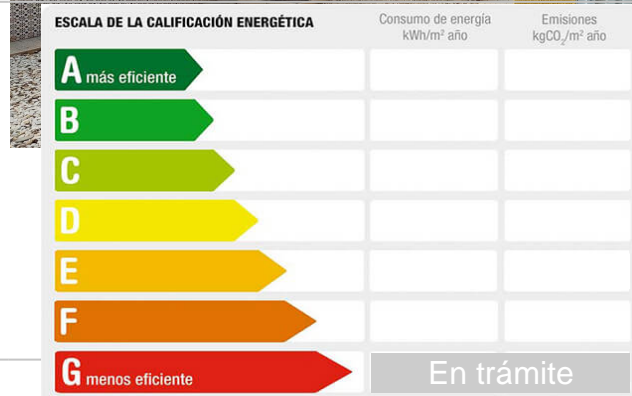 ESCALA DE LA CALIFICACIÓN ENERGÉTICA
Consumo de energía
kWh/m² año
Emisiones
kgCO₂/m² año
A más eficiente
B
C
D
E
F
G menos eficiente
En trámite